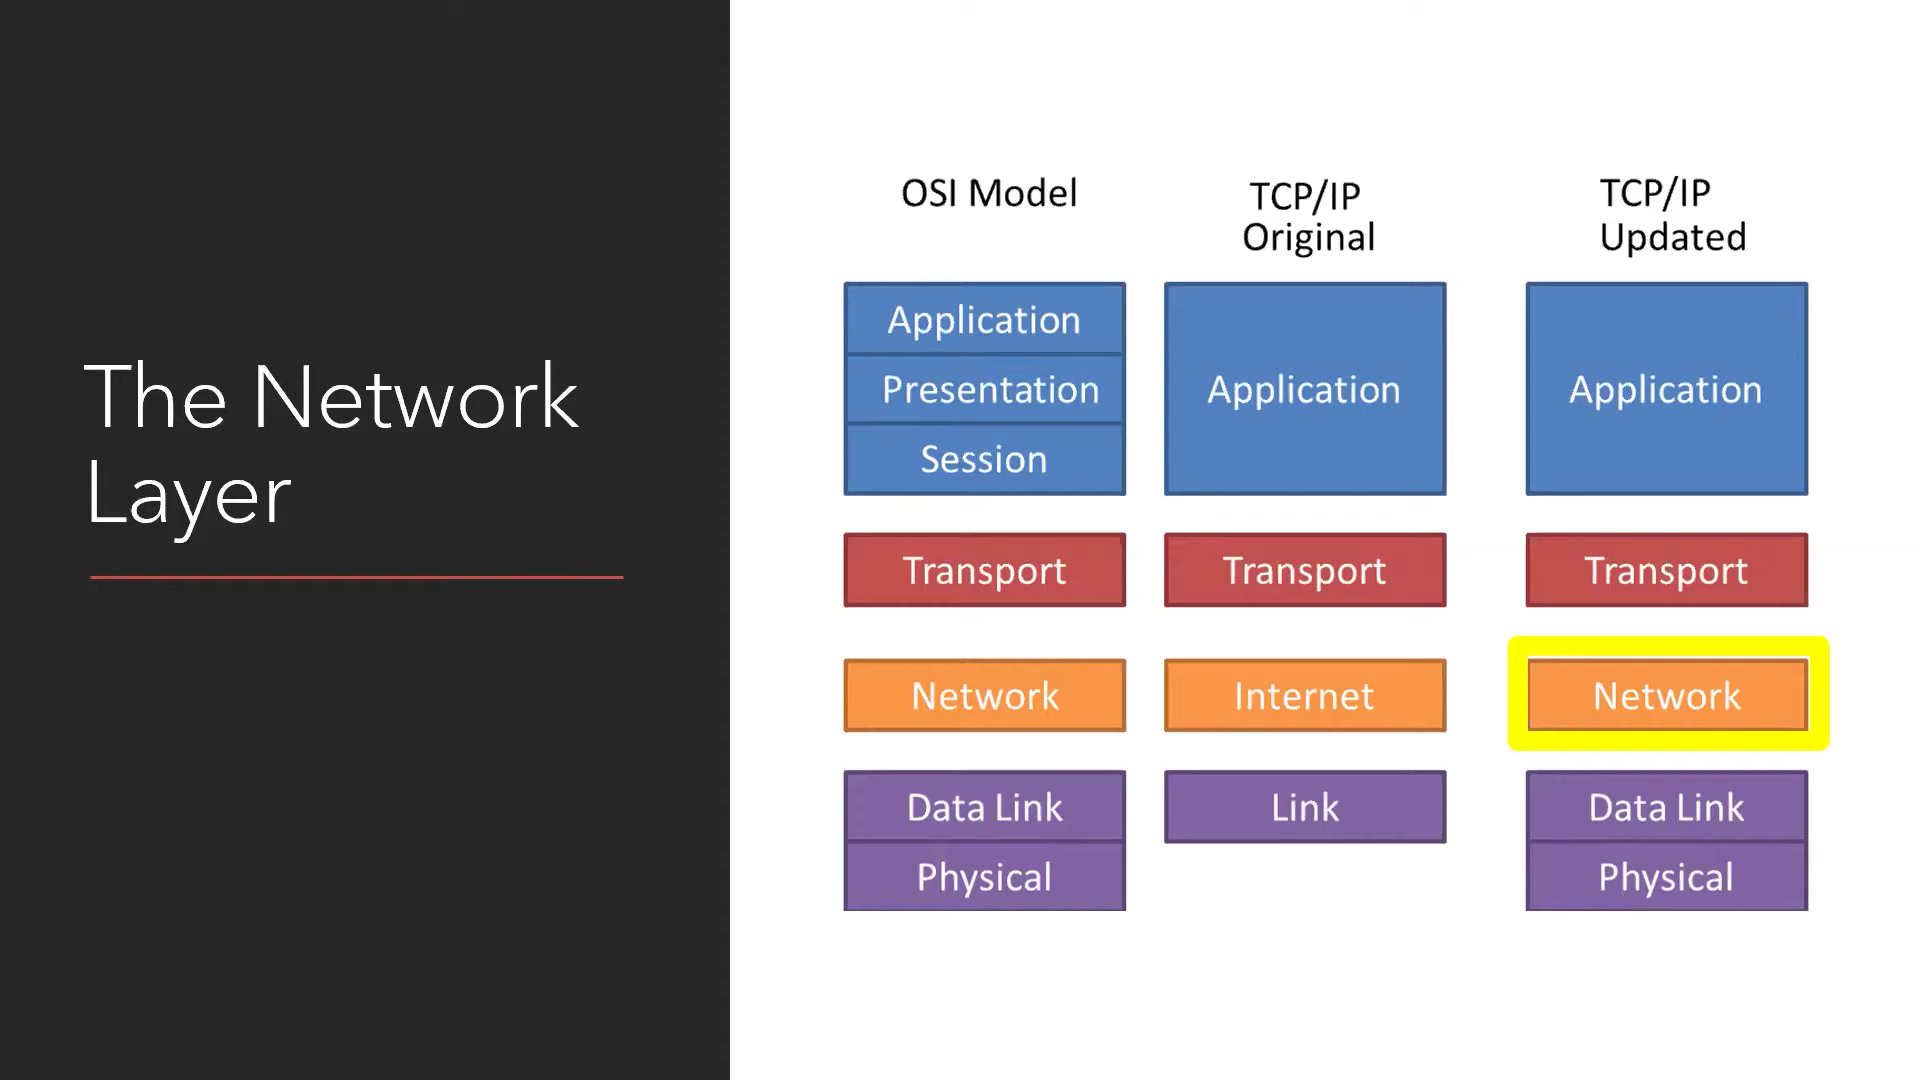 The Network
Layer
OSI Model
Application
Presentation
Session
Transport
Network
Data Link
Physical
TCP/IP
Original
Application
Transport
Internet
Link
TCP/IP
Updated
Application
Transport
Network
Data Link
Physical